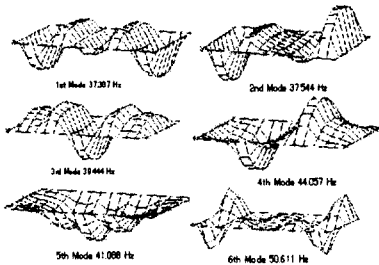 1st Mode 37.387 Hz
2nd Mode 37.544 Hz
3rd Mode 39.444 Hz
4th Mode 44.057 Hz
5th Mode 41.088 Hz
6th Mode 50.611 Hz